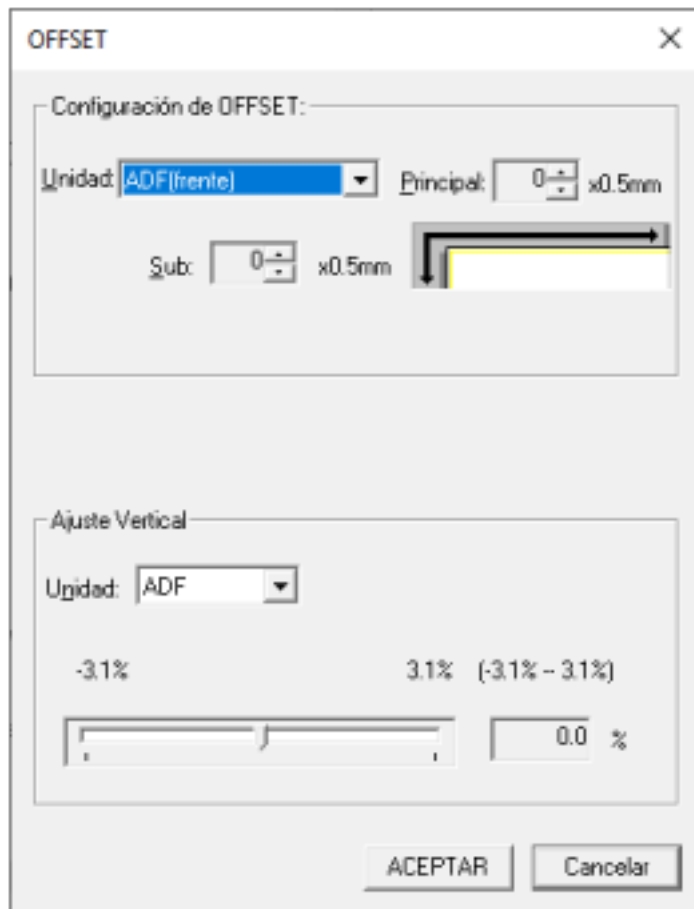 OFFSET
Configuración de OFFSET:
Unidad: ADF(frente) Principal: 0 x0.5mm
Sub: 0 x0.5mm
Ajuste Vertical
Unidad: ADF
-3.1% 3.1% (-3.1% -- 3.1%)
0.0 %
ACEPTAR Cancelar